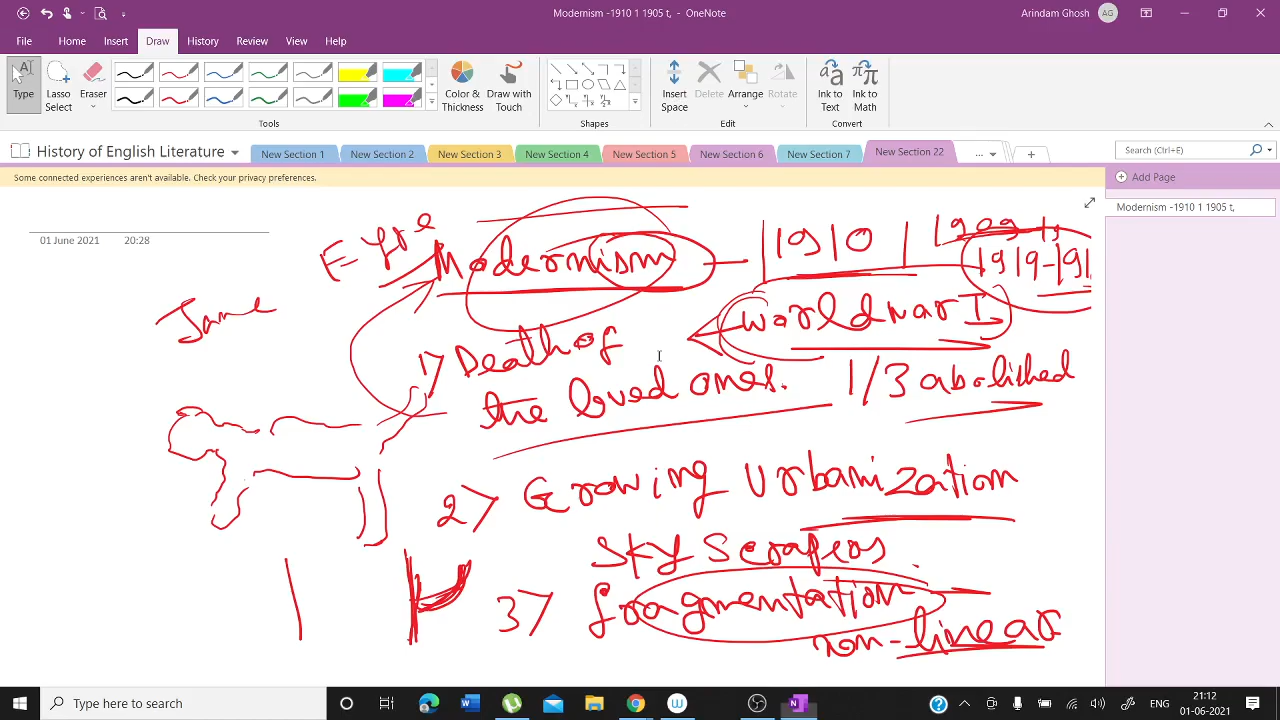 Modernism -1910 1 1905 t, - OneNote
Arindam Ghosh AG
File Home Insert Draw History Review View Help
Type
Lasso Select
Eraser
Color & Thickness
Draw with Touch
Insert Space
Delete
Arrange
Rotate
Ink to Text
Ink to Math
Tools
Shapes
Edit
Convert
History of English Literature
New Section 1
New Section 2
New Section 3
New Section 4
New Section 5
New Section 6
New Section 7
New Section 22
...
Search (Ctrl+E)
Some connected experiences aren't available. Check your privacy preferences.
Add Page
Modernism -1910 1 1905 t,
01 June 2021 20:28
Modernism - 1910
1919-191
World War I
1> Death of
the loved ones. 1/3 abolished
2> Growing Urbanization
Sky Scrapers.
3> fragmentation
non-linear
Type here to search
21:12
01-06-2021